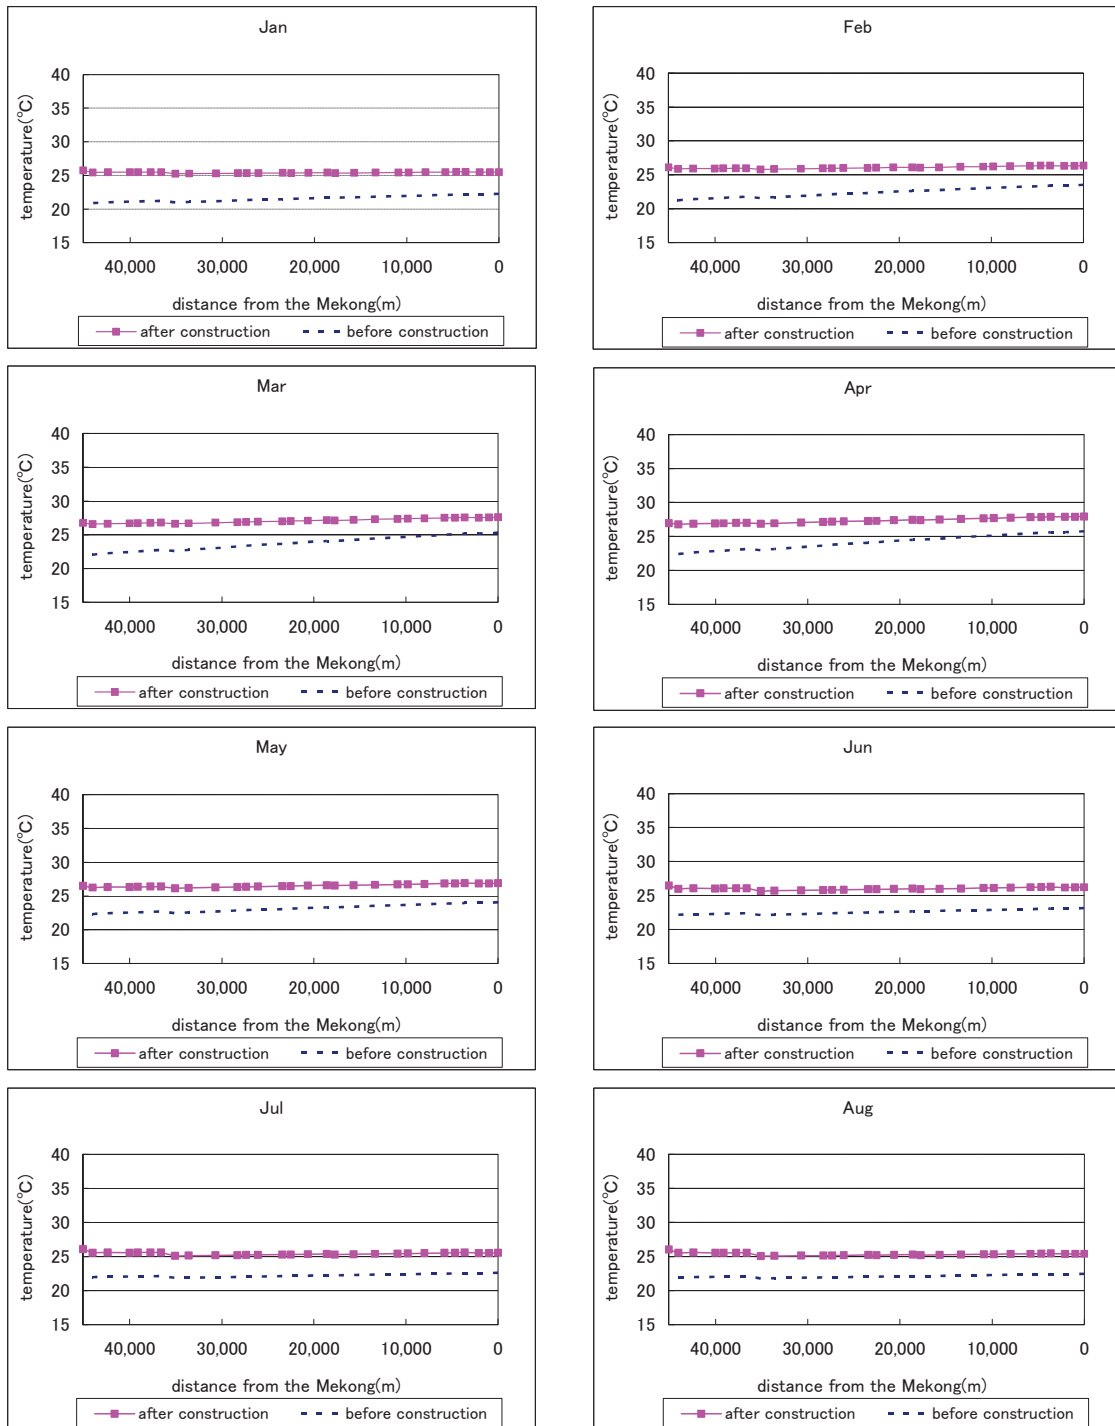 Jan
temperature(℃)
40
35
30
25
20
15
40,000 30,000 20,000 10,000 0
distance from the Mekong(m)
after construction before construction
Feb
temperature(℃)
40
35
30
25
20
15
40,000 30,000 20,000 10,000 0
distance from the Mekong(m)
after construction before construction
Mar
temperature(℃)
40
35
30
25
20
15
40,000 30,000 20,000 10,000 0
distance from the Mekong(m)
after construction before construction
Apr
temperature(℃)
40
35
30
25
20
15
40,000 30,000 20,000 10,000 0
distance from the Mekong(m)
after construction before construction
May
temperature(℃)
40
35
30
25
20
15
40,000 30,000 20,000 10,000 0
distance from the Mekong(m)
after construction before construction
Jun
temperature(℃)
40
35
30
25
20
15
40,000 30,000 20,000 10,000 0
distance from the Mekong(m)
after construction before construction
Jul
temperature(℃)
40
35
30
25
20
15
40,000 30,000 20,000 10,000 0
distance from the Mekong(m)
after construction before construction
Aug
temperature(℃)
40
35
30
25
20
15
40,000 30,000 20,000 10,000 0
distance from the Mekong(m)
after construction before construction